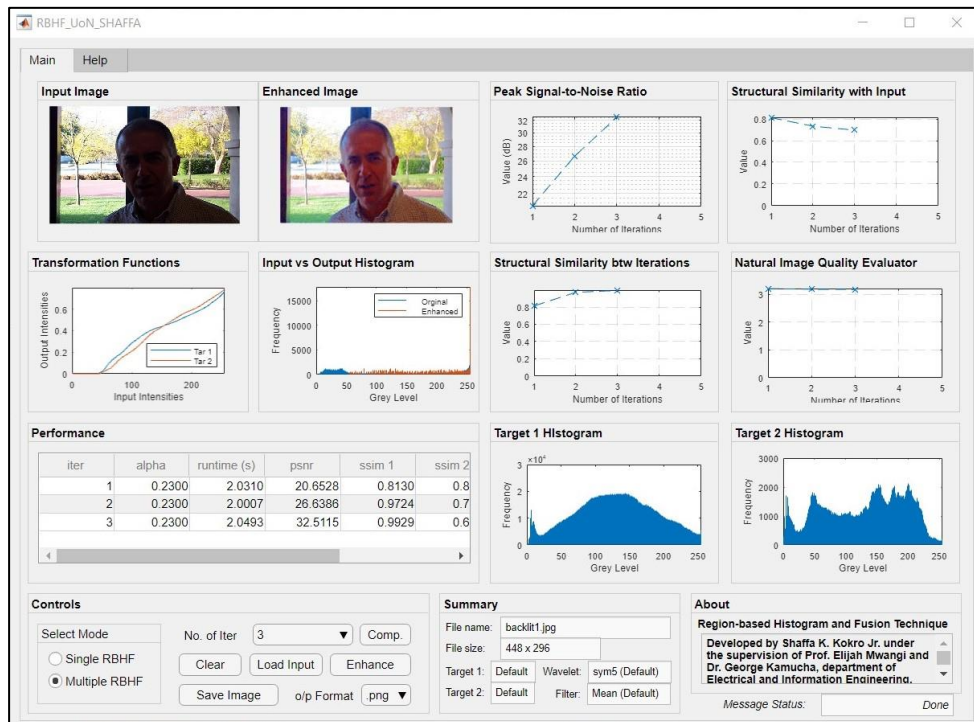 RBHF_UoN_SHAFFA
Main Help
Input Image
Enhanced Image
Peak Signal-to-Noise Ratio
32
30
28
26
24
22
Value (dB)
1 2 3 4 5
Number of Iterations
Structural Similarity with Input
0.8
0.6
0.4
0.2
0
Value
1 2 3 4 5
Number of Iterations
Transformation Functions
0.6
0.4
0.2
0
Output Intensities
Tar 1
Tar 2
0 100 200
Input Intensities
Input vs Output Histogram
15000
10000
5000
0
Frequency
Orginal
Enhanced
0 50 100 150 200 250
Grey Level
Structural Similarity btw Iterations
0.8
0.6
0.4
0.2
0
Value
1 2 3 4 5
Number of Iterations
Natural Image Quality Evaluator
3
2
1
0
Value
1 2 3 4 5
Number of Iterations
Performance
iter alpha runtime (s) psnr ssim 1 ssim 2
1 0.2300 2.0310 20.6528 0.8130 0.8
2 0.2300 2.0007 26.6386 0.9724 0.7
3 0.2300 2.0493 32.5115 0.9929 0.6
Target 1 HIstogram
×10⁴
3
2
1
0
Frequency
0 50 100 150 200 250
Grey Level
Target 2 Histogram
3000
2000
1000
0
Frequency
0 50 100 150 200 250
Grey Level
Controls
Select Mode
Single RBHF
Multiple RBHF
No. of Iter 3 Comp.
Clear Load Input Enhance
Save Image o/p Format .png
Summary
File name: backlit1.jpg
File size: 448 x 296
Target 1: Default Wavelet: sym5 (Default)
Target 2: Default Filter: Mean (Default)
About
Region-based Histogram and Fusion Technique
Developed by Shaffa K. Kokro Jr. under
the supervision of Prof. Elijah Mwangi and
Dr. George Kamucha, department of
Electrical and Information Engineering,
Message Status: Done